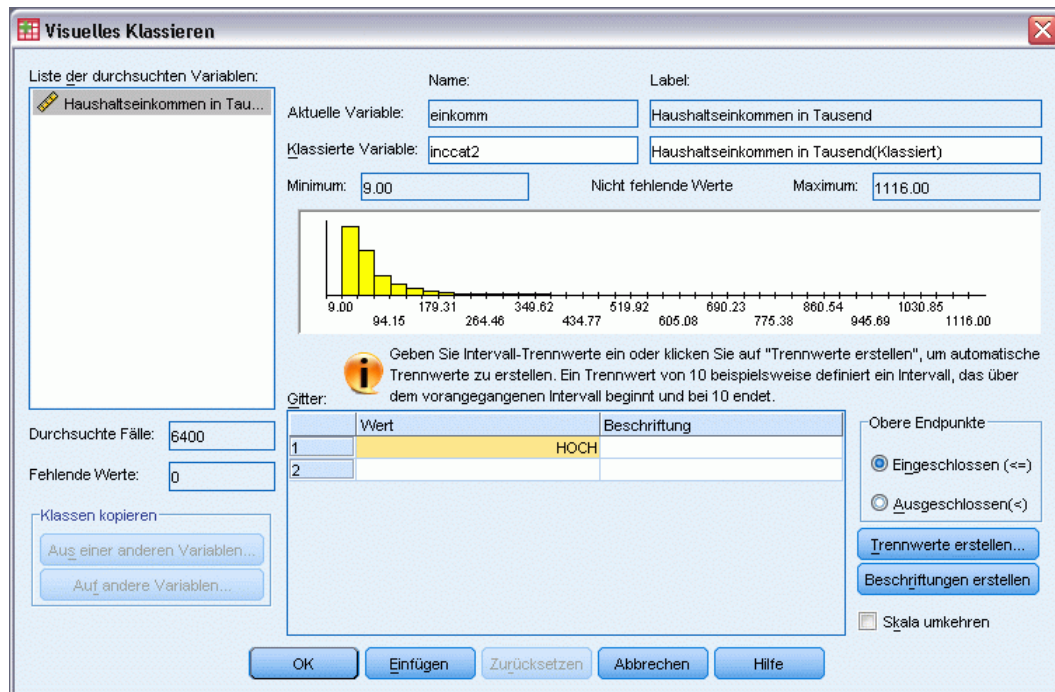 Visuelles Klassieren
Liste der durchsuchten Variablen:
Haushaltseinkommen in Tau...
Name:
Label:
Aktuelle Variable:
einkomm
Haushaltseinkommen in Tausend
Klassierte Variable:
inccat2
Haushaltseinkommen in Tausend(Klassiert)
Minimum:
9.00
Nicht fehlende Werte
Maximum:
1116.00
9.00 179.31 349.62 519.92 690.23 860.54 1030.85
94.15 264.46 434.77 605.08 775.38 945.69 1116.00
Geben Sie Intervall-Trennwerte ein oder klicken Sie auf "Trennwerte erstellen", um automatische
Trennwerte zu erstellen. Ein Trennwert von 10 beispielsweise definiert ein Intervall, das über
dem vorangegangenen Intervall beginnt und bei 10 endet.
Gitter:
Wert
Beschriftung
1
HOCH
2
Durchsuchte Fälle:
6400
Fehlende Werte:
0
Klassen kopieren
Aus einer anderen Variablen...
Auf andere Variablen...
Obere Endpunkte
Eingeschlossen (<=)
Ausgeschlossen(<)
Trennwerte erstellen...
Beschriftungen erstellen
Skala umkehren
OK
Einfügen
Zurücksetzen
Abbrechen
Hilfe